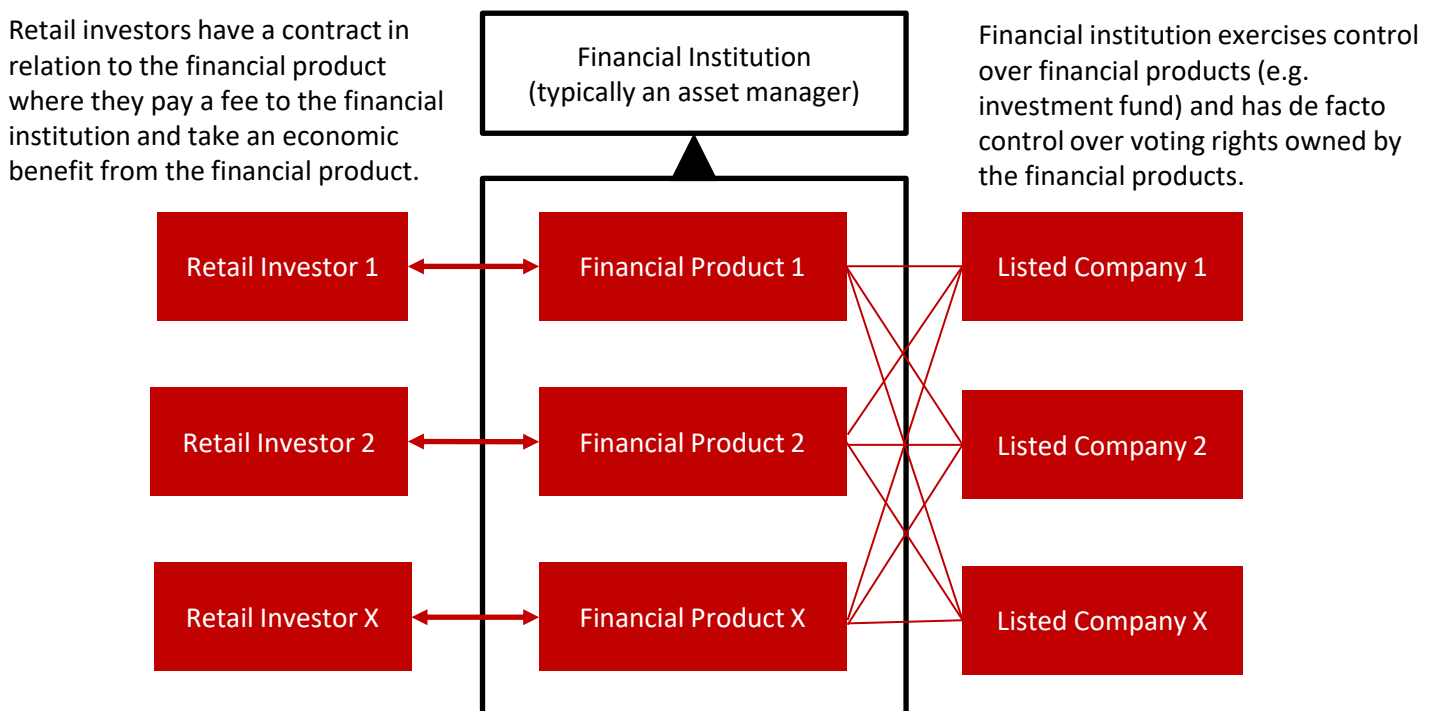 Retail investors have a contract in
relation to the financial product
where they pay a fee to the financial
institution and take an economic
benefit from the financial product.
Financial Institution
(typically an asset manager)
Financial institution exercises control
over financial products (e.g.
investment fund) and has de facto
control over voting rights owned by
the financial products.
Retail Investor 1
Financial Product 1
Listed Company 1
Retail Investor 2
Financial Product 2
Listed Company 2
Retail Investor X
Financial Product X
Listed Company X